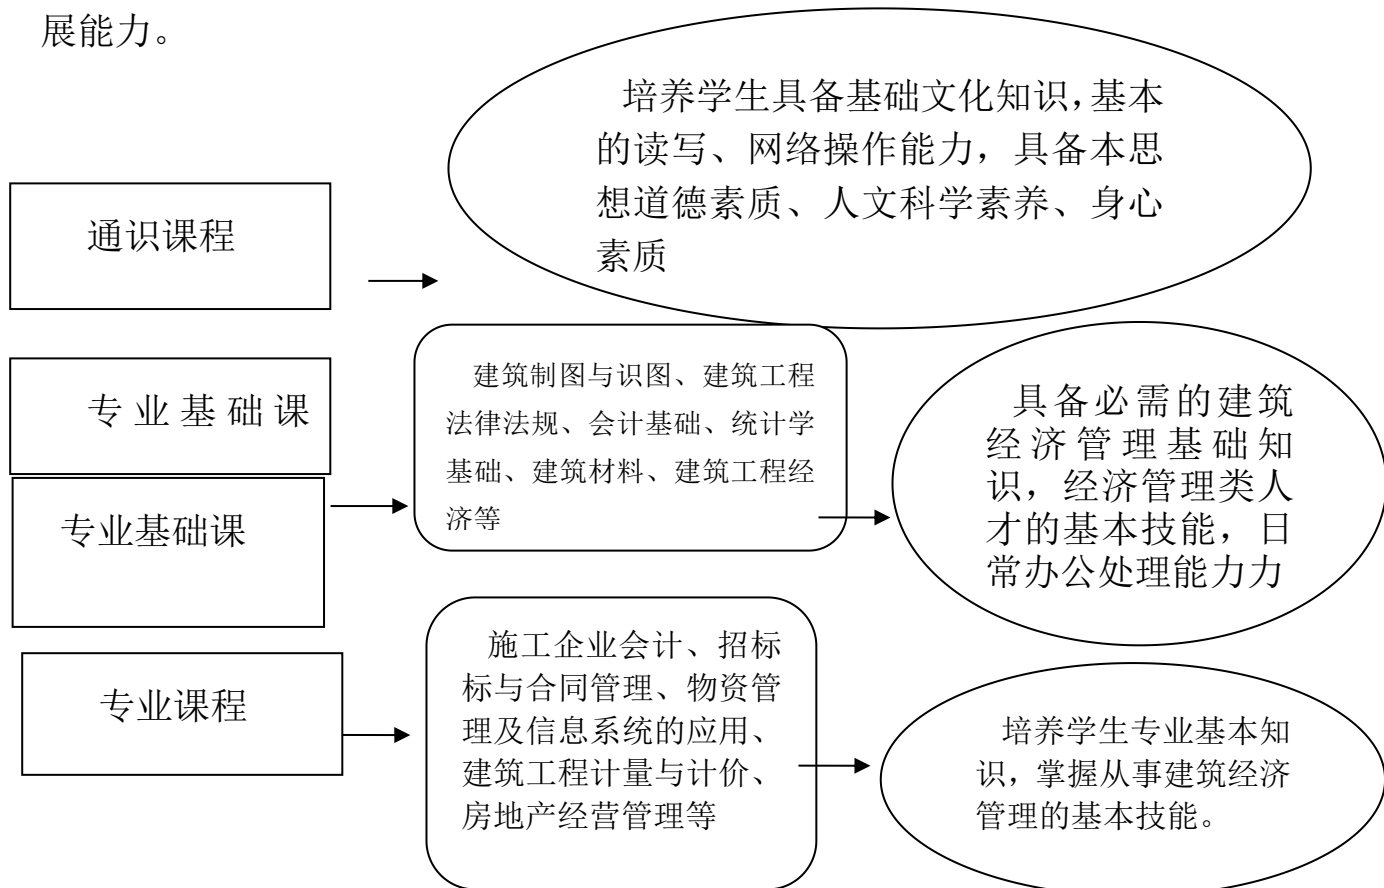 展能力。
培养学生具备基础文化知识,基本
的读写、网络操作能力，具备本思
想道德素质、人文科学素养、身心
素质
通识课程
专业基础课
建筑制图与识图、建筑工程
法律法规、会计基础、统计学
基础、建筑材料、建筑工程经
济等
具备必需的建筑
经济管理基础知
识，经济管理类人
才的基本技能，日
常办公处理能力力
专业基础课
专业课程
施工企业会计、招标
标与合同管理、物资管
理及信息系统的应用、
建筑工程计量与计价、
房地产经营管理等
培养学生专业基本知
识，掌握从事建筑经济
管理的基本技能。